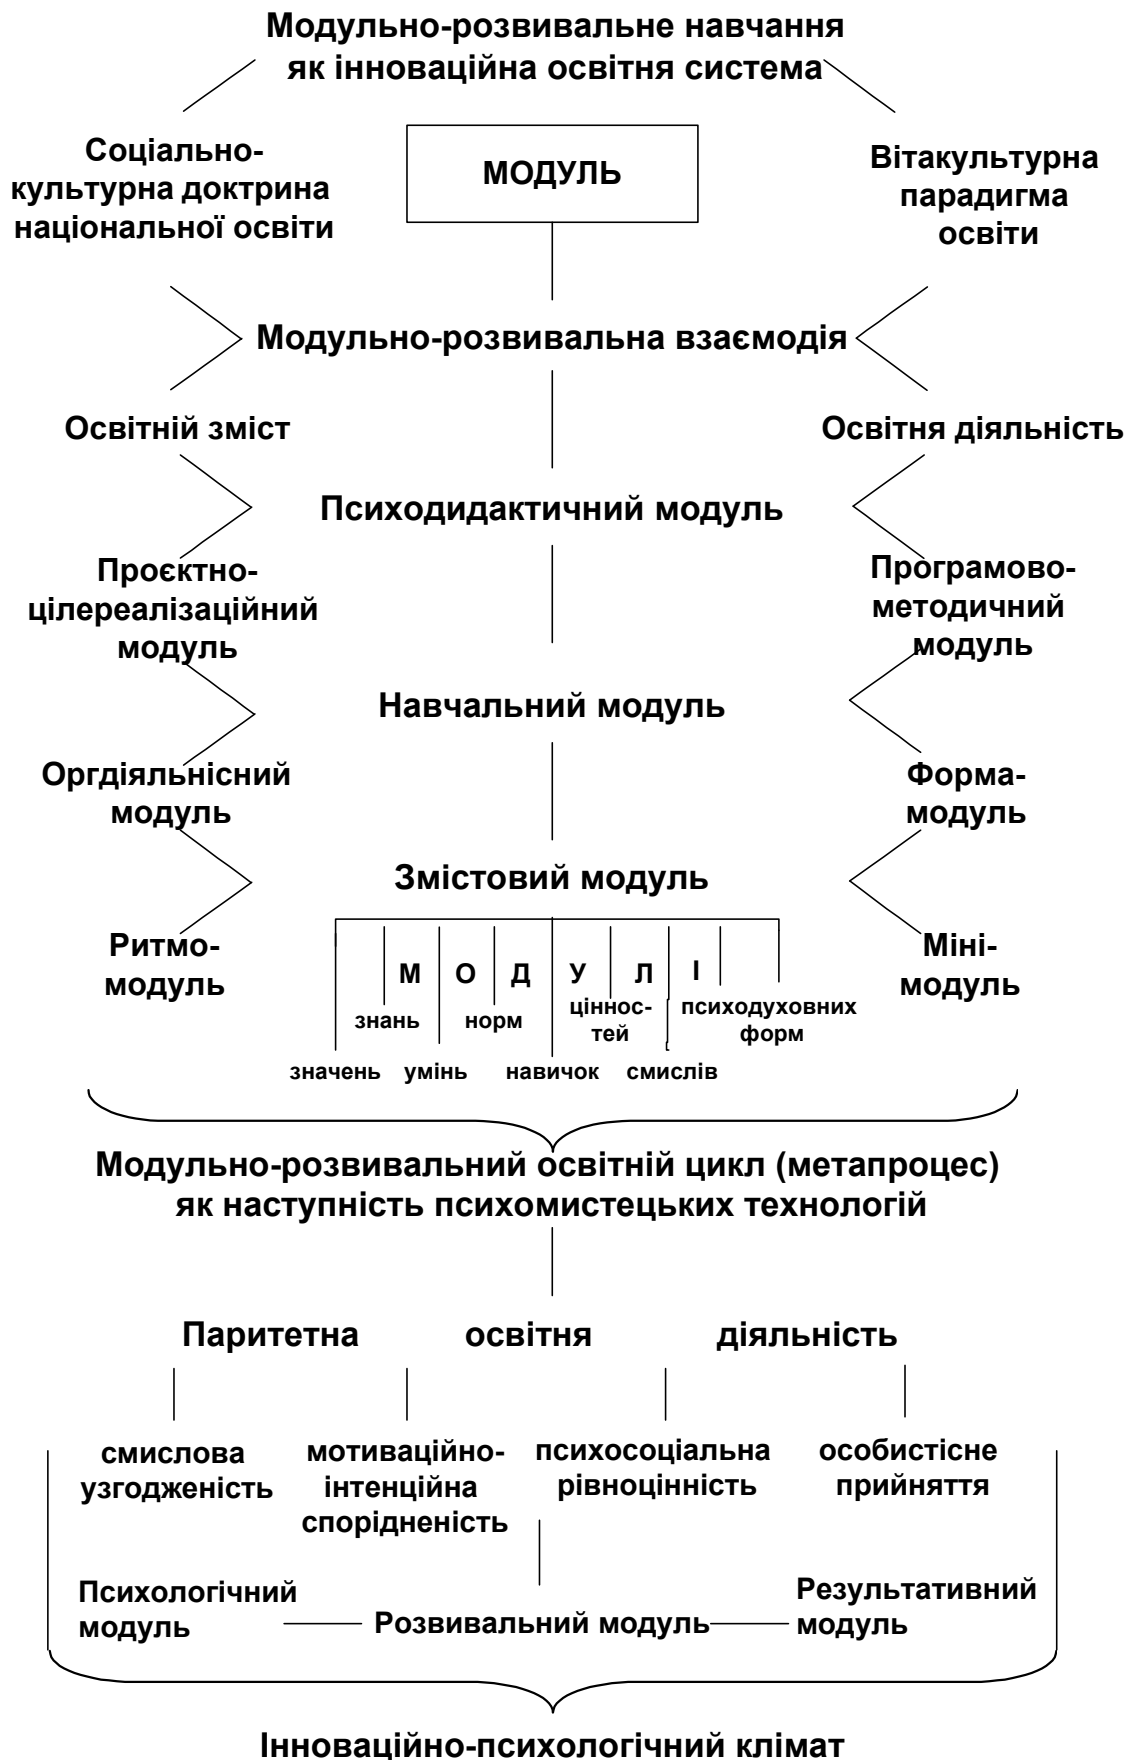 Модульно-розвивальне навчання
як інноваційна освітня система
Соціально-
культурна доктрина
національної освіти
МОДУЛЬ
Вітакультурна
парадигма
освіти
Модульно-розвивальна взаємодія
Освітній зміст
Освітня діяльність
Психодидактичний модуль
Проєктно-
цілереалізаційний
модуль
Програмово-
методичний
модуль
Навчальний модуль
Оргдіяльнісний
модуль
Форма-
модуль
Змістовий модуль
Ритмо-
модуль
Міні-
модуль
М О Д У Л І
знань
норм
ціннос-
тей
психодуховних
форм
значень умінь навичок смислів
Модульно-розвивальний освітній цикл (метапроцес)
як наступність психомистецьких технологій
Паритетна освітня діяльність
смислова
узгодженість
мотиваційно-
інтенційна
спорідненість
психосоціальна
рівноцінність
особистісне
прийняття
Психологічний
модуль
Розвивальний модуль
Результативний
модуль
Інноваційно-психологічний клімат